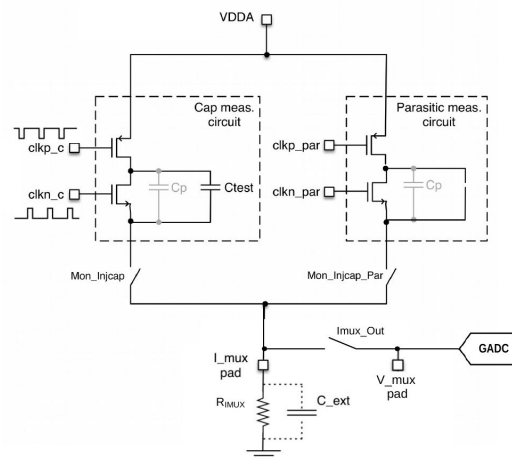 VDDA
Cap meas.
circuit
Parasitic meas.
circuit
clkp_c
clkp_par
clkn_c
Cp
Ctest
clkn_par
Cp
Mon_Injcap
Mon_Injcap_Par
Imux_Out
GADC
I_mux
pad
V_mux
pad
RIMUX
C_ext